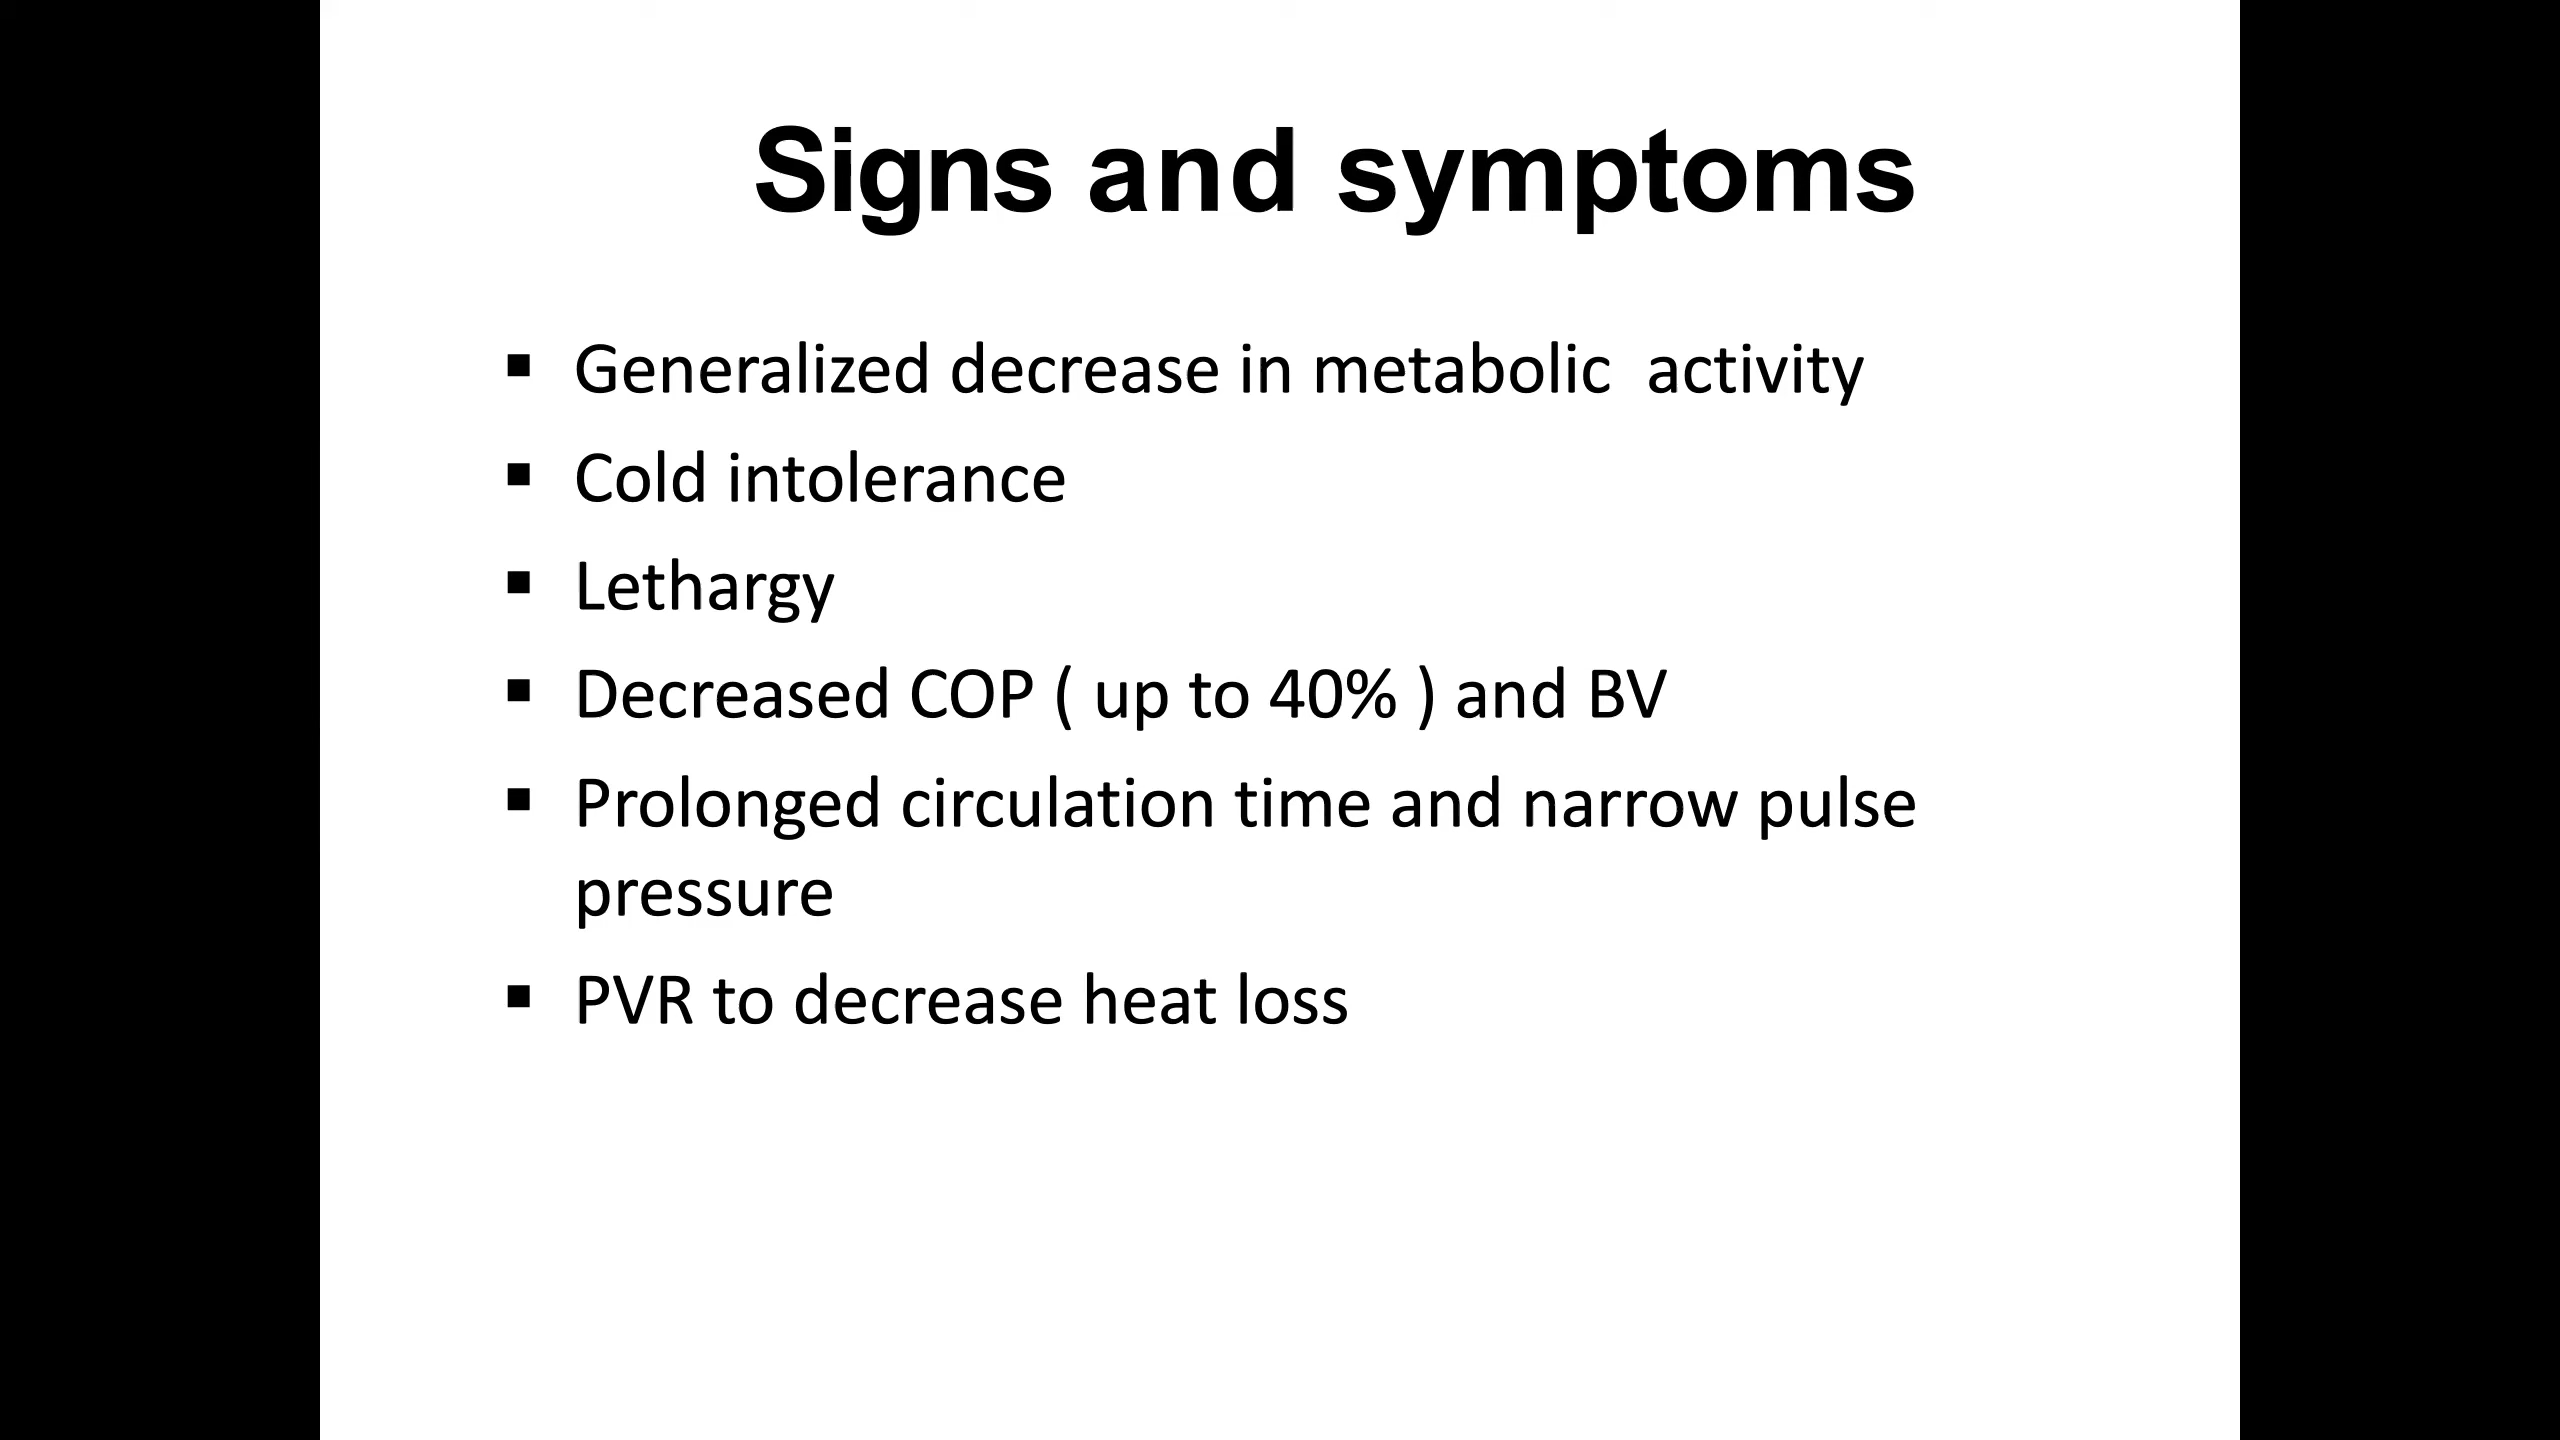 Signs and symptoms
▪ Generalized decrease in metabolic  activity
▪ Cold intolerance
▪ Lethargy
▪ Decreased COP ( up to 40% ) and BV
▪ Prolonged circulation time and narrow pulse
pressure
▪ PVR to decrease heat loss